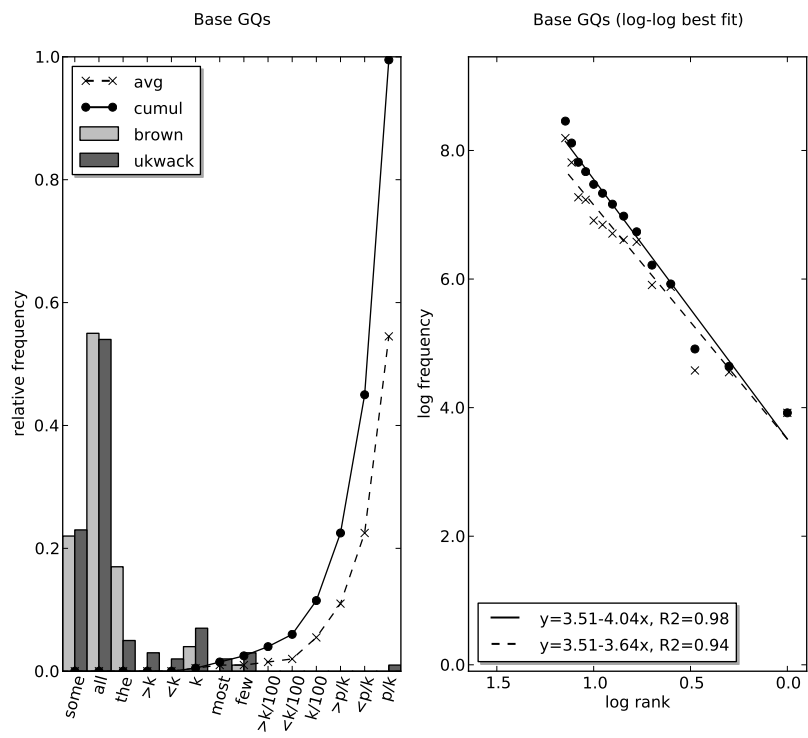 Base GQs
Base GQs (log-log best fit)
1.0
0.8
0.6
0.4
0.2
0.0
relative frequency
avg
cumul
brown
ukwack
some
all
the
>k
<k
k
most
few
>k/100
<k/100
k/100
>p/k
<p/k
p/k
8.0
6.0
4.0
2.0
0.0
log frequency
y=3.51-4.04x, R2=0.98
y=3.51-3.64x, R2=0.94
1.5
1.0
0.5
0.0
log rank